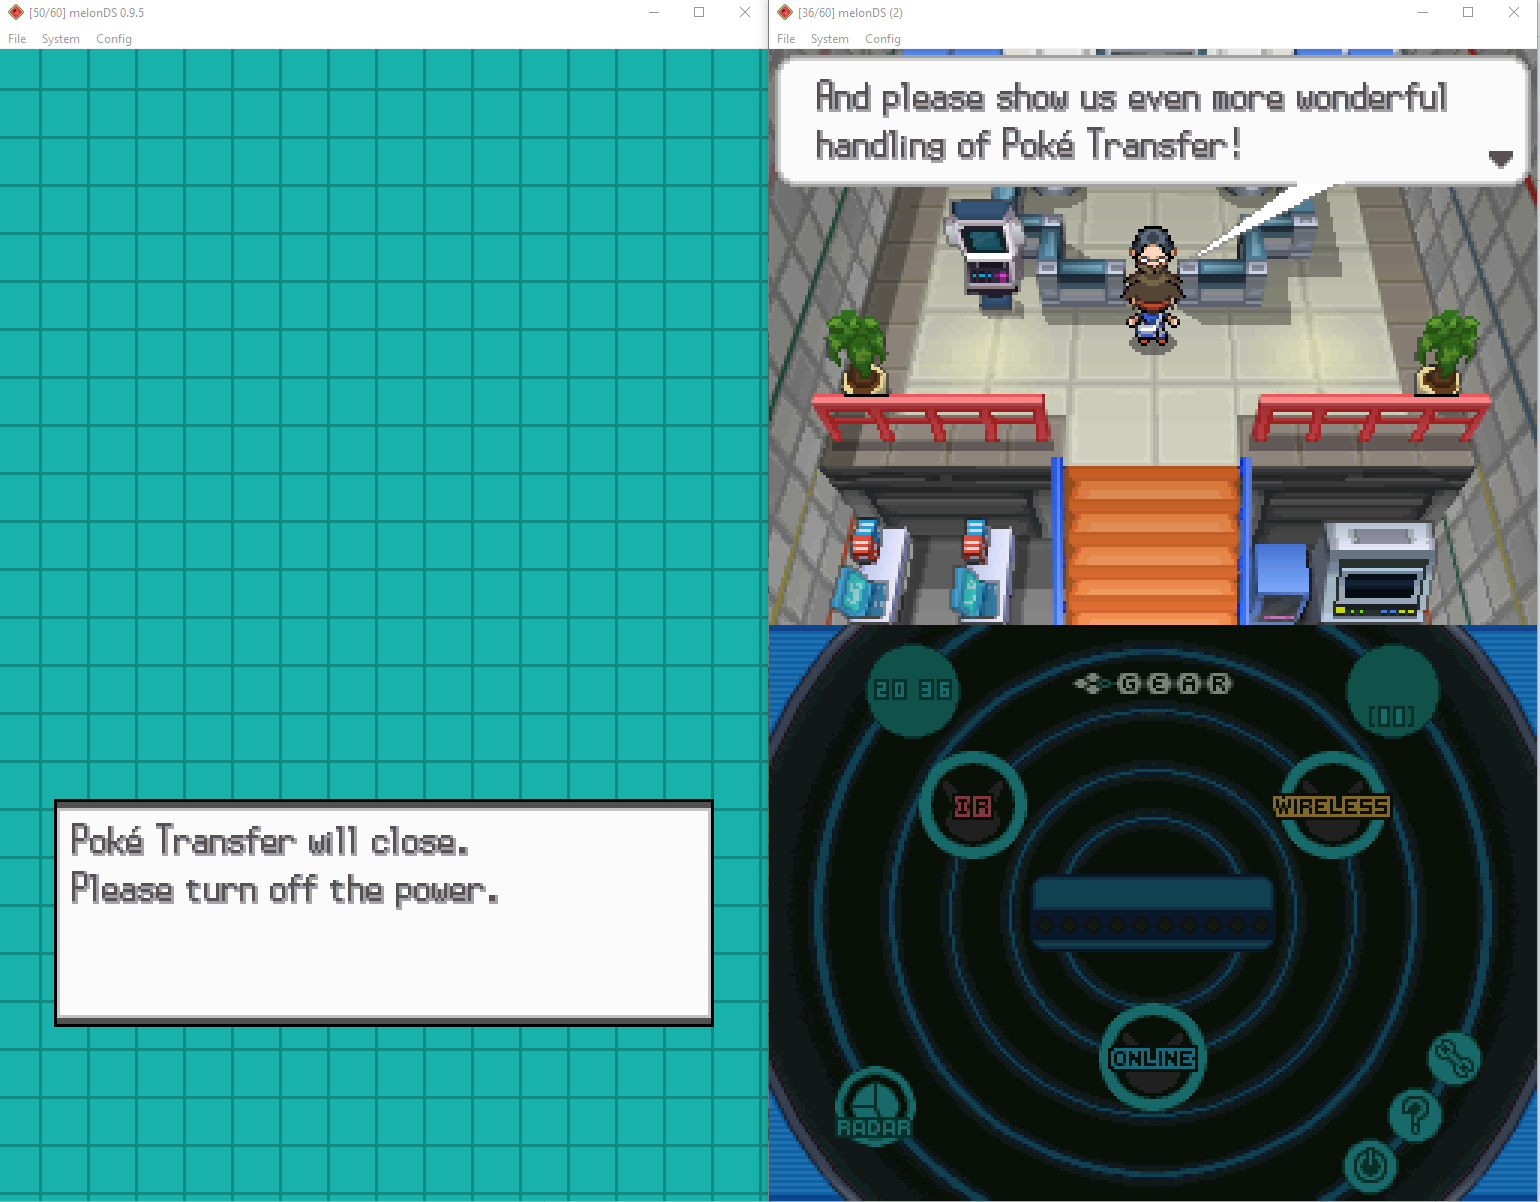 [50/60] melonDS 0.9.5
File System Config
Poké Transfer will close.
Please turn off the power.
[36/60] melonDS (2)
File System Config
And please show us even more wonderful
handling of Poké Transfer!
20 36
GEAR
[00]
IR
WIRELESS
ONLINE
RADAR
?